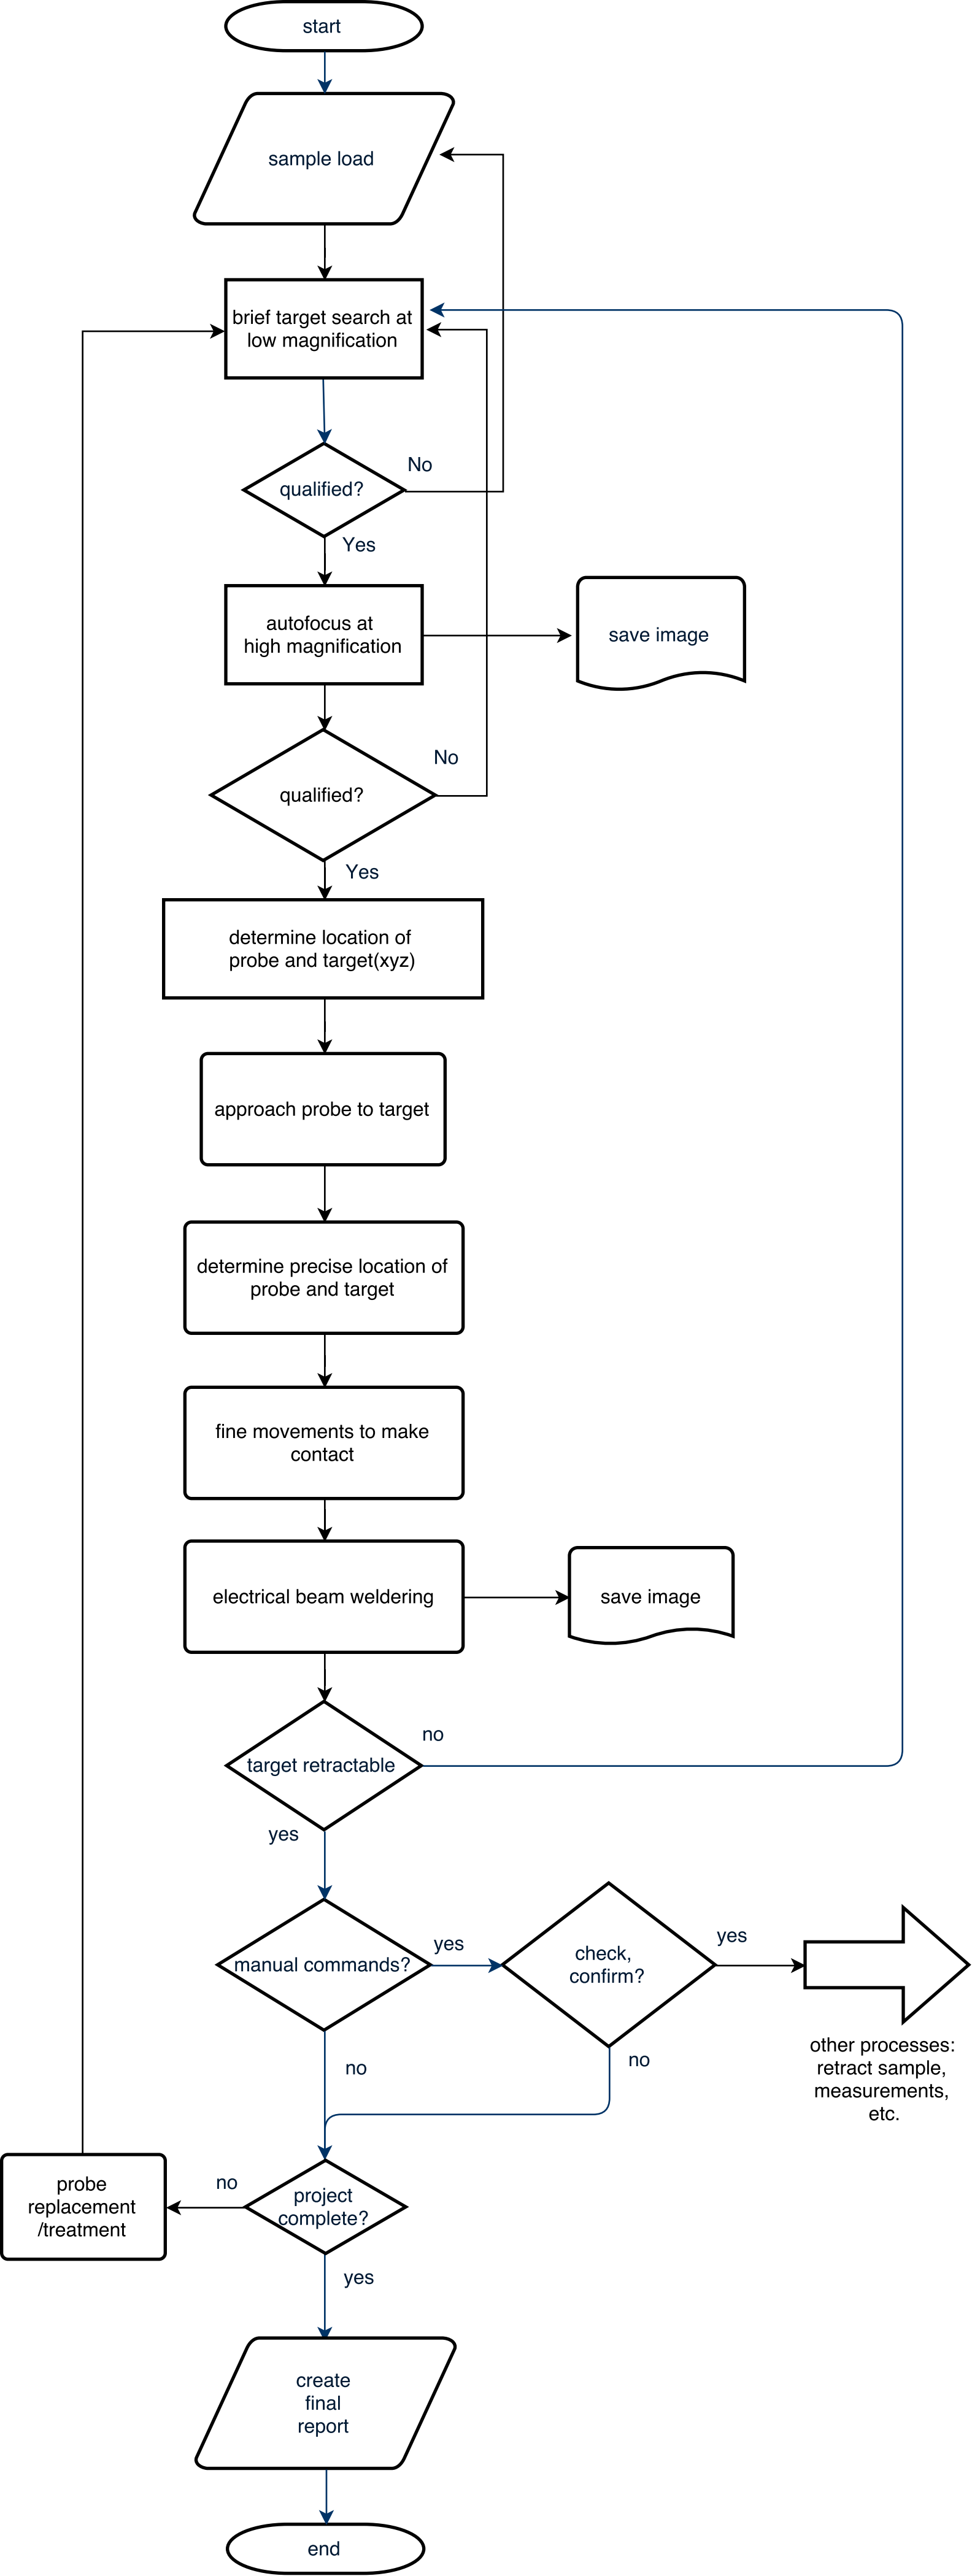 start
sample load
brief target search at
low magnification
qualified?
No
Yes
autofocus at
high magnification
save image
qualified?
No
Yes
determine location of
probe and target(xyz)
approach probe to target
determine precise location of
probe and target
fine movements to make
contact
electrical beam weldering
save image
target retractable
no
yes
manual commands?
yes
check,
confirm?
yes
other processes:
retract sample,
measurements,
etc.
no
no
project
complete?
no
probe
replacement
/treatment
yes
create
final
report
end